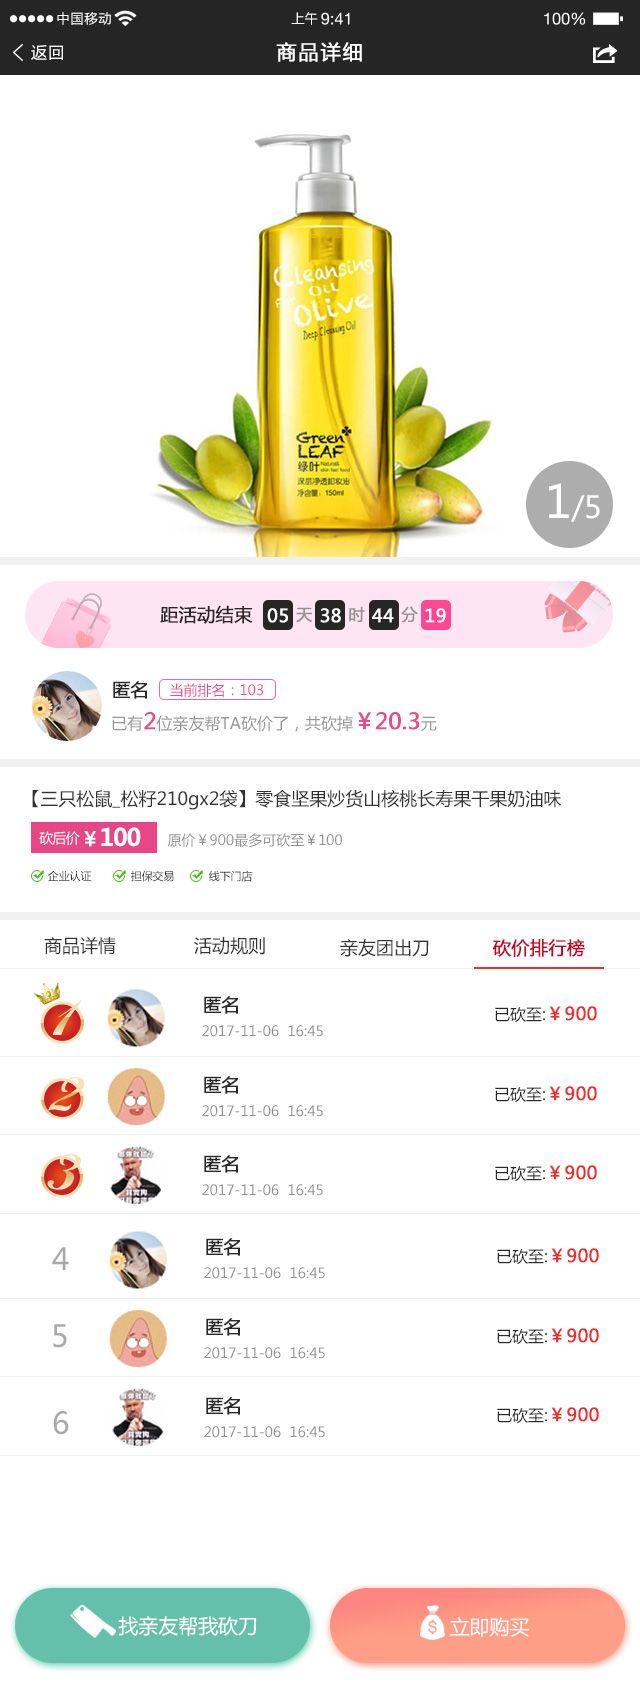 中国移动 上午 9:41 100%
返回 商品详细
Cleansing
For OiL
OLive
Deep Cleansing Oil
Green
LEAF
绿叶 Natural&
skin fast food
深层净透卸妆油
净含量：150ml
1/5
距活动结束 05 天 38 时 44 分 19
匿名 当前排名：103
已有2位亲友帮TA砍价了，共砍掉 ¥20.3元
【三只松鼠_松籽210gx2袋】零食坚果炒货山核桃长寿果干果奶油味
砍后价 ¥100 原价¥900最多可砍至¥100
企业认证 担保交易 线下门店
商品详情 活动规则 亲友团出刀 砍价排行榜
1 匿名 已砍至:¥900
2017-11-06 16:45
2 匿名 已砍至:¥900
2017-11-06 16:45
3 匿名 已砍至:¥900
2017-11-06 16:45
4 匿名 已砍至:¥900
2017-11-06 16:45
5 匿名 已砍至:¥900
2017-11-06 16:45
6 匿名 已砍至:¥900
2017-11-06 16:45
找亲友帮我砍刀 立即购买